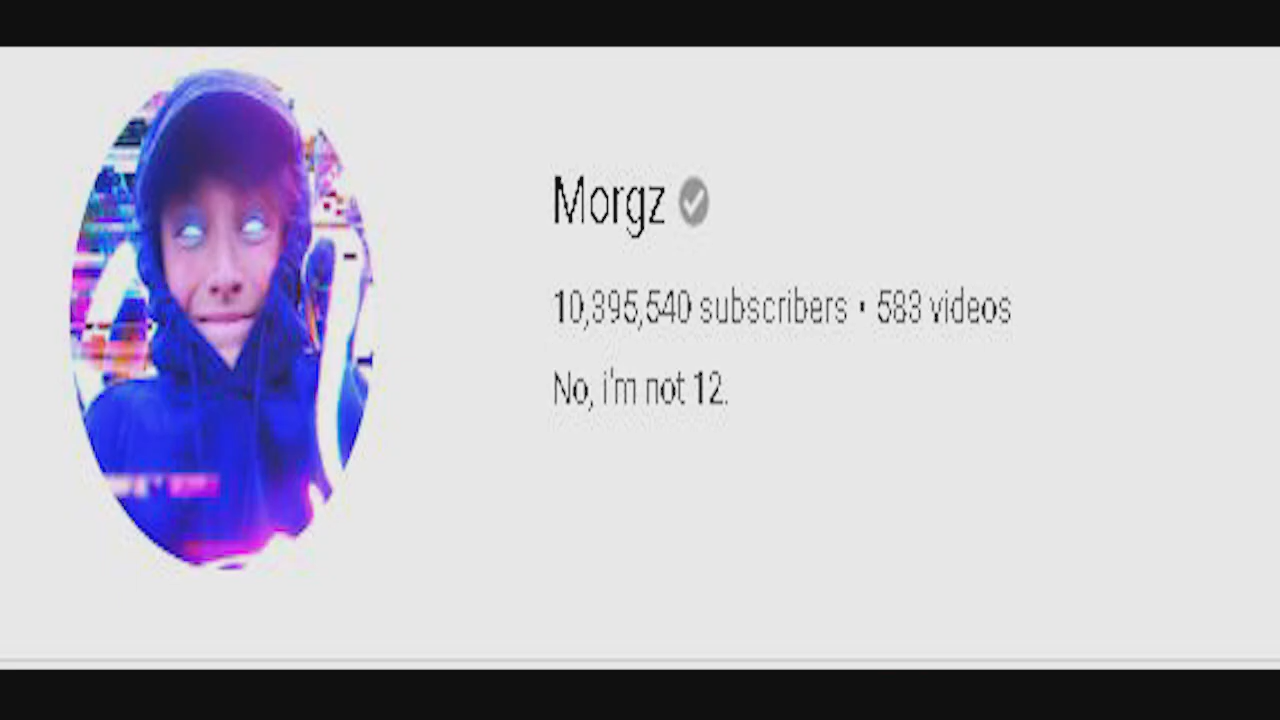 Morgz
10,395,540 subscribers • 583 videos
No, i'm not 12.